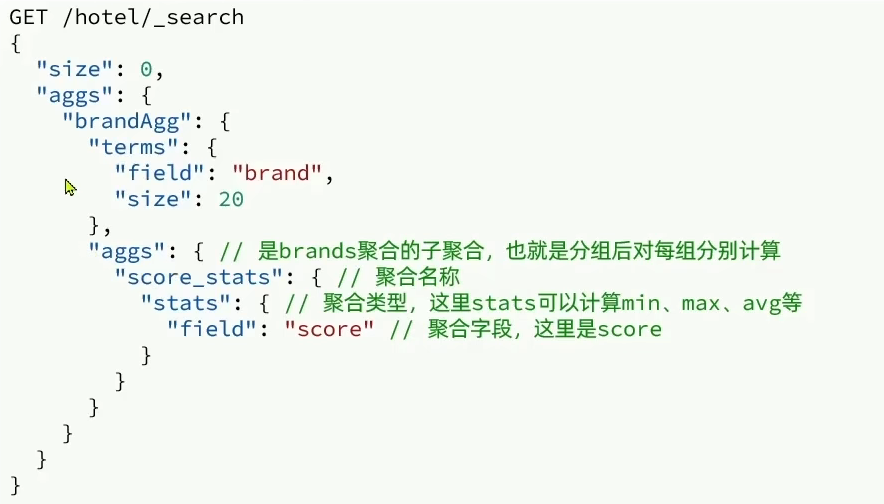 GET /hotel/_search
{
  "size": 0,
  "aggs": {
    "brandAgg": {
      "terms": {
        "field": "brand",
        "size": 20
      },
      "aggs": { // 是brands聚合的子聚合，也就是分组后对每组分别计算
        "score_stats": { // 聚合名称
          "stats": { // 聚合类型，这里stats可以计算min、max、avg等
            "field": "score" // 聚合字段，这里是score
          }
        }
      }
    }
  }
}